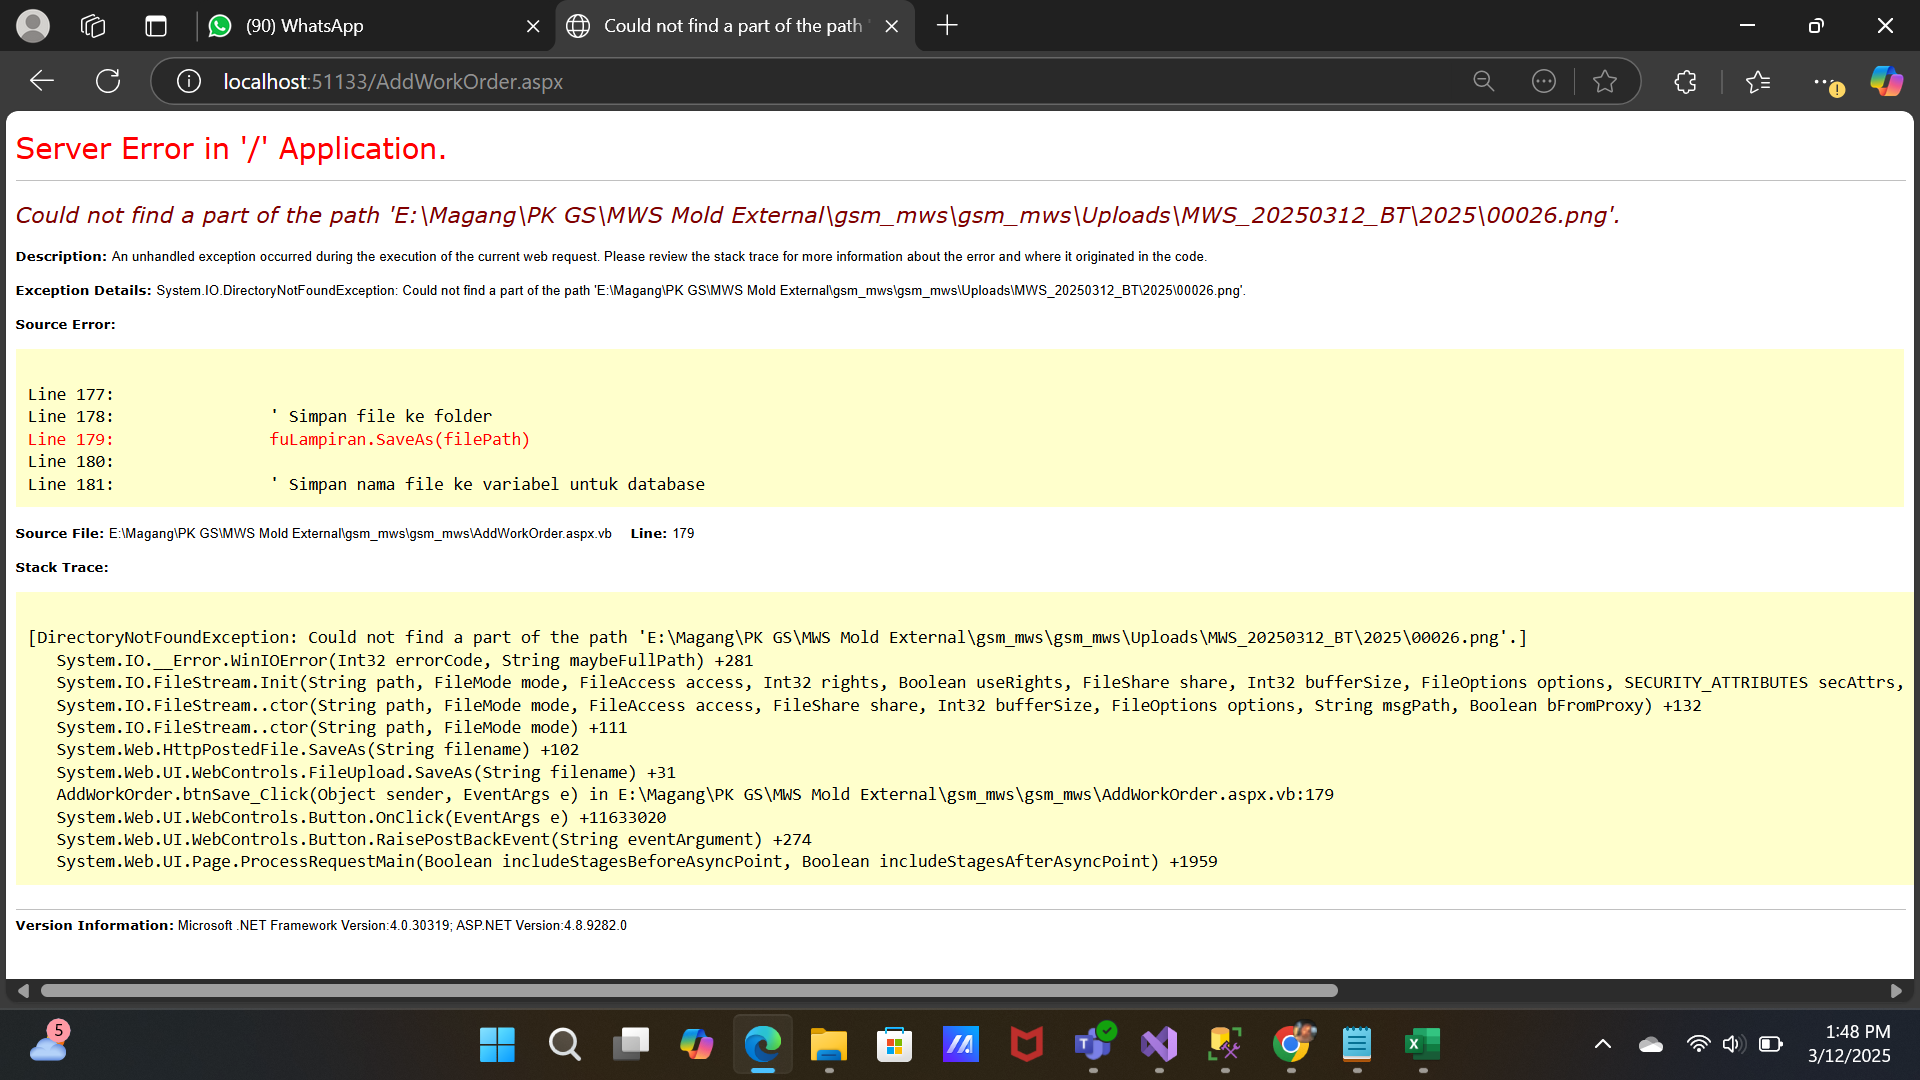 (90) WhatsApp
Could not find a part of the path '
localhost:51133/AddWorkOrder.aspx
Server Error in '/' Application.
Could not find a part of the path 'E:\Magang\PK GS\MWS Mold External\gsm_mws\gsm_mws\Uploads\MWS_20250312_BT\2025\00026.png'.
Description: An unhandled exception occurred during the execution of the current web request. Please review the stack trace for more information about the error and where it originated in the code.
Exception Details: System.IO.DirectoryNotFoundException: Could not find a part of the path 'E:\Magang\PK GS\MWS Mold External\gsm_mws\gsm_mws\Uploads\MWS_20250312_BT\2025\00026.png'.
Source Error:
Line 177:
Line 178:                ' Simpan file ke folder
Line 179:                fuLampiran.SaveAs(filePath)
Line 180:
Line 181:                ' Simpan nama file ke variabel untuk database
Source File: E:\Magang\PK GS\MWS Mold External\gsm_mws\gsm_mws\AddWorkOrder.aspx.vb    Line: 179
Stack Trace:
[DirectoryNotFoundException: Could not find a part of the path 'E:\Magang\PK GS\MWS Mold External\gsm_mws\gsm_mws\Uploads\MWS_20250312_BT\2025\00026.png'.]
System.IO.__Error.WinIOError(Int32 errorCode, String maybeFullPath) +281
System.IO.FileStream.Init(String path, FileMode mode, FileAccess access, Int32 rights, Boolean useRights, FileShare share, Int32 bufferSize, FileOptions options, SECURITY_ATTRIBUTES secAttrs,
System.IO.FileStream..ctor(String path, FileMode mode, FileAccess access, FileShare share, Int32 bufferSize, FileOptions options, String msgPath, Boolean bFromProxy) +132
System.IO.FileStream..ctor(String path, FileMode mode) +111
System.Web.HttpPostedFile.SaveAs(String filename) +102
System.Web.UI.WebControls.FileUpload.SaveAs(String filename) +31
AddWorkOrder.btnSave_Click(Object sender, EventArgs e) in E:\Magang\PK GS\MWS Mold External\gsm_mws\gsm_mws\AddWorkOrder.aspx.vb:179
System.Web.UI.WebControls.Button.OnClick(EventArgs e) +11633020
System.Web.UI.WebControls.Button.RaisePostBackEvent(String eventArgument) +274
System.Web.UI.Page.ProcessRequestMain(Boolean includeStagesBeforeAsyncPoint, Boolean includeStagesAfterAsyncPoint) +1959
Version Information: Microsoft .NET Framework Version:4.0.30319; ASP.NET Version:4.8.9282.0
5
1:48 PM
3/12/2025